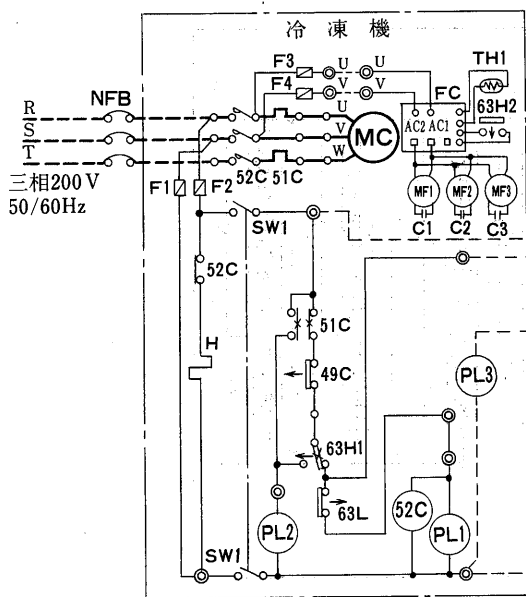 冷凍機
F3 U U
F4 V V
TH1
FC
63H2
NFB
R
S
T
U
V
W
MC
AC2 AC1
52C 51C
三相200V
50/60Hz
F1 F2
MF1 MF2 MF3
C1 C2 C3
SW1
52C
51C
H
49C
PL3
63H1
63L
52C
PL2
PL1
SW1